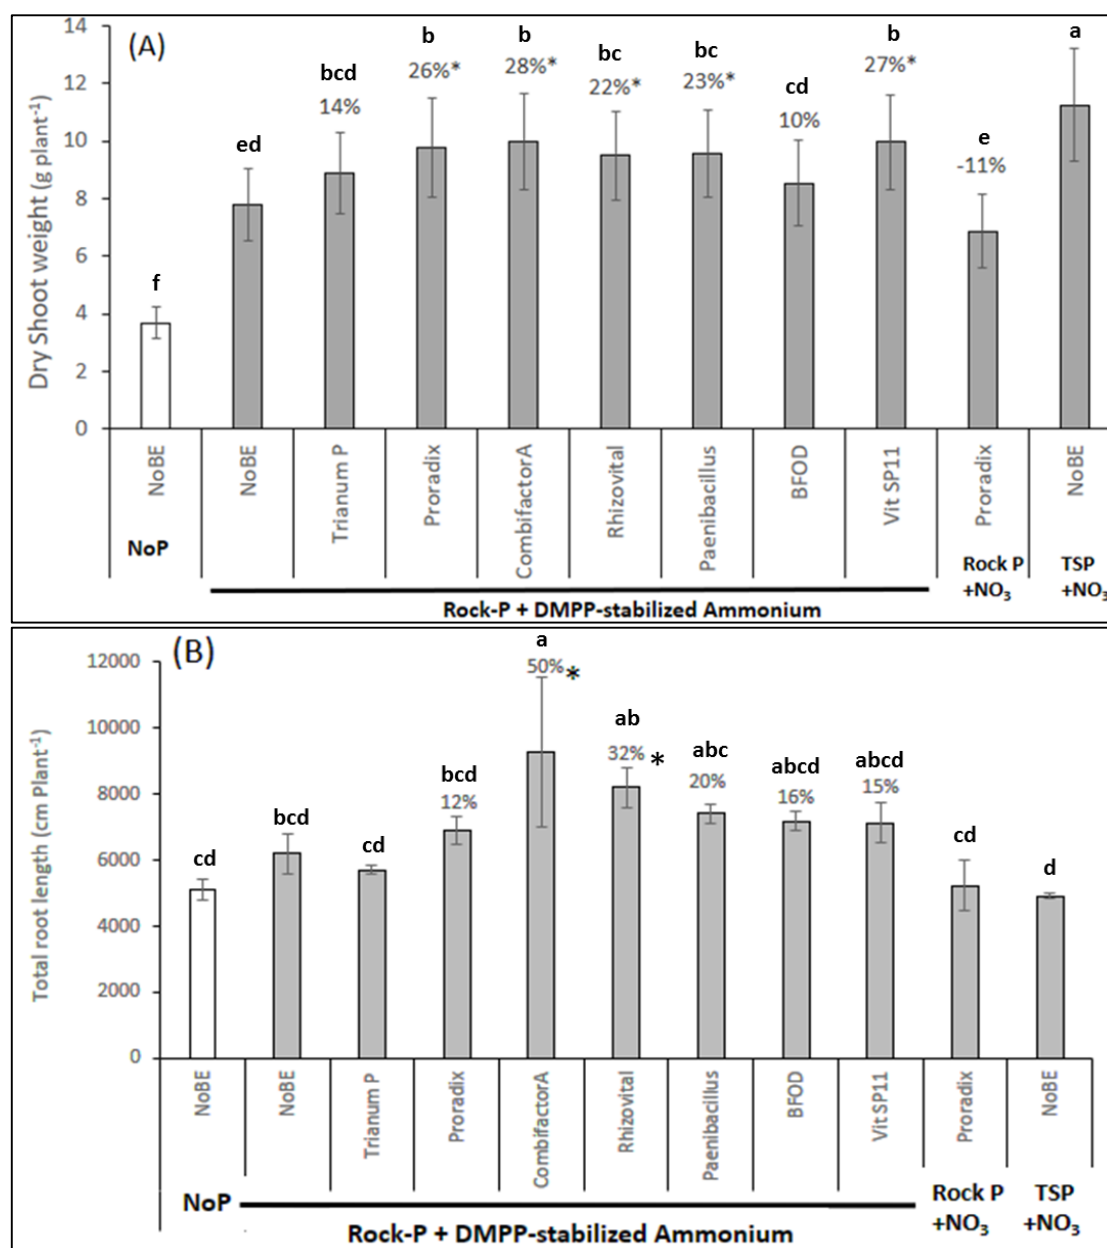 (A)
Dry Shoot weight (g plant⁻¹)
14
12
10
8
6
4
2
0
f
ed
bcd
14%
b
26%*
b
28%*
bc
22%*
bc
23%*
cd
10%
b
27%*
e
-11%
a
NoBE
NoBE
Trianum P
Proradix
CombifactorA
Rhizovital
Paenibacillus
BFOD
Vit SP11
Proradix
NoBE
NoP
Rock-P + DMPP-stabilized Ammonium
Rock P
+NO₃
TSP
+NO₃
(B)
Total root length (cm Plant⁻¹)
12000
10000
8000
6000
4000
2000
0
cd
bcd
cd
bcd
12%
a
50%*
ab
32%*
abc
20%
abcd
16%
abcd
15%
cd
d
NoBE
NoBE
Trianum P
Proradix
CombifactorA
Rhizovital
Paenibacillus
BFOD
Vit SP11
Proradix
NoBE
NoP
Rock-P + DMPP-stabilized Ammonium
Rock P
+NO₃
TSP
+NO₃